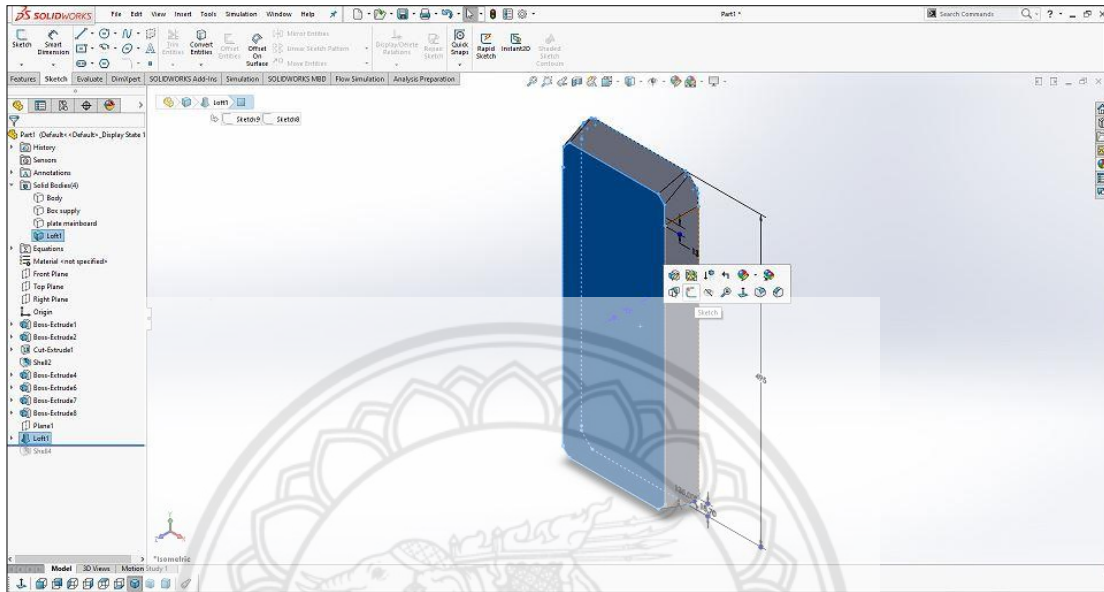 SOLIDWORKS File Edit View Insert Tools Simulation Window Help Part1 * Search Commands
Sketch Smart Dimension Trim Entities Convert Entities Offset Entities Offset On Surface Mirror Entities Linear Sketch Pattern Move Entities Display/Delete Relations Repair Sketch Quick Snaps Rapid Sketch Instant2D Shaded Sketch Contours
Features Sketch Evaluate DimXpert SOLIDWORKS Add-Ins Simulation SOLIDWORKS MBD Flow Simulation Analysis Preparation
Loft1
Sketch9 Sketch8
Part1 (Default<<Default>_Display State 1
History
Sensors
Annotations
Solid Bodies(4)
Body
Box supply
plate mainboard
Loft1
Equations
Material <not specified>
Front Plane
Top Plane
Right Plane
Origin
Boss-Extrude1
Boss-Extrude2
Cut-Extrude1
Shell2
Boss-Extrude4
Boss-Extrude6
Boss-Extrude7
Boss-Extrude8
Plane1
Loft1
Shell4
Sketch
*Isometric
Model 3D Views Motion Study 1